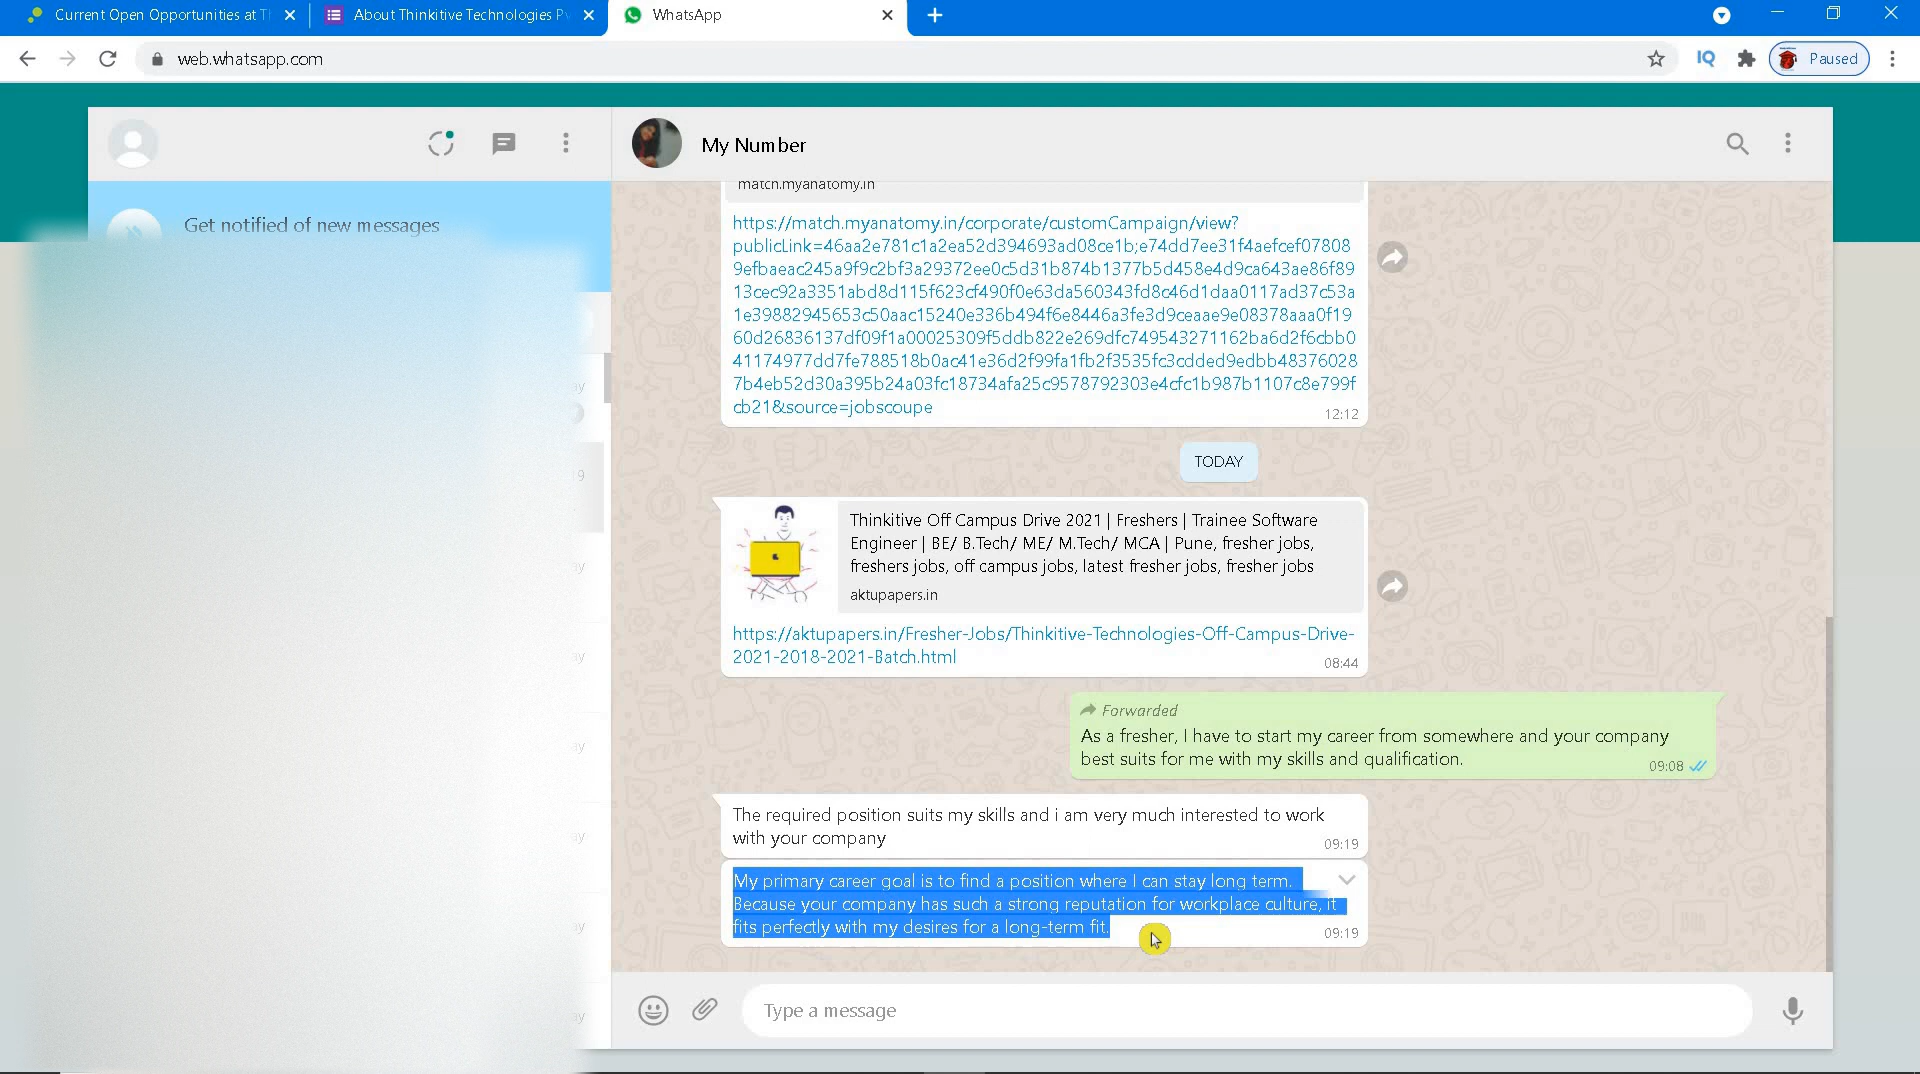 Current Open Opportunities at Th
About Thinkitive Technologies Pv
WhatsApp
web.whatsapp.com
IQ
Paused
My Number
Get notified of new messages
match.myanatomy.in
https://match.myanatomy.in/corporate/customCampaign/view?
publicLink=46aa2e781c1a2ea52d394693ad08ce1b;e74dd7ee31f4aefcef07808
9efbaeac245a9f9c2bf3a29372ee0c5d31b874b1377b5d458e4d9ca643ae86f89
13cec92a3351abd8d115f623cf490f0e63da560343fd8c46d1daa0117ad37c53a
1e39882945653c50aac15240e336b494f6e8446a3fe3d9ceaae9e08378aaa0f19
60d26836137df09f1a00025309f5ddb822e269dfc749543271162ba6d2f6cbb0
41174977dd7fe788518b0ac41e36d2f99fa1fb2f3535fc3cdded9edbb48376028
7b4eb52d30a395b24a03fc18734afa25c9578792303e4cfc1b987b1107c8e799f
cb21&source=jobscoupe
12:12
TODAY
Thinkitive Off Campus Drive 2021 | Freshers | Trainee Software
Engineer | BE/ B.Tech/ ME/ M.Tech/ MCA | Pune, fresher jobs,
freshers jobs, off campus jobs, latest fresher jobs, fresher jobs
aktupapers.in
https://aktupapers.in/Fresher-Jobs/Thinkitive-Technologies-Off-Campus-Drive-
2021-2018-2021-Batch.html
08:44
Forwarded
As a fresher, I have to start my career from somewhere and your company
best suits for me with my skills and qualification.
09:08
The required position suits my skills and i am very much interested to work
with your company
09:19
My primary career goal is to find a position where I can stay long term.
Because your company has such a strong reputation for workplace culture, it
fits perfectly with my desires for a long-term fit.
09:19
Type a message